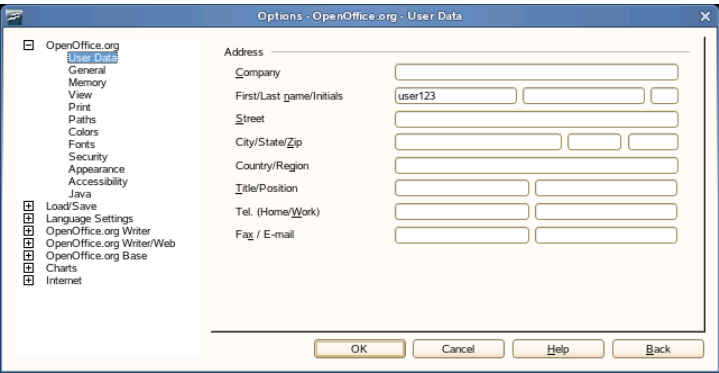 Options - OpenOffice.org - User Data
OpenOffice.org
User Data
General
Memory
View
Print
Paths
Colors
Fonts
Security
Appearance
Accessibility
Java
Load/Save
Language Settings
OpenOffice.org Writer
OpenOffice.org Writer/Web
OpenOffice.org Base
Charts
Internet
Address
Company
First/Last name/Initials user123
Street
City/State/Zip
Country/Region
Title/Position
Tel. (Home/Work)
Fax / E-mail
OK Cancel Help Back